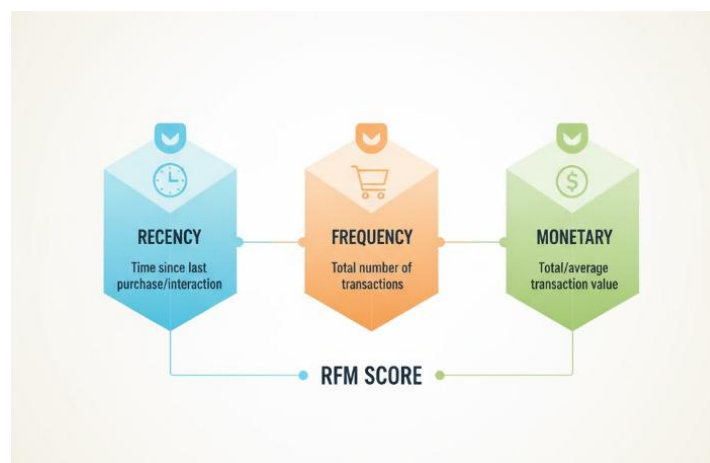 RECENCY
Time since last
purchase/interaction
FREQUENCY
Total number of
transactions
$
MONETARY
Total/average
transaction value
RFM SCORE